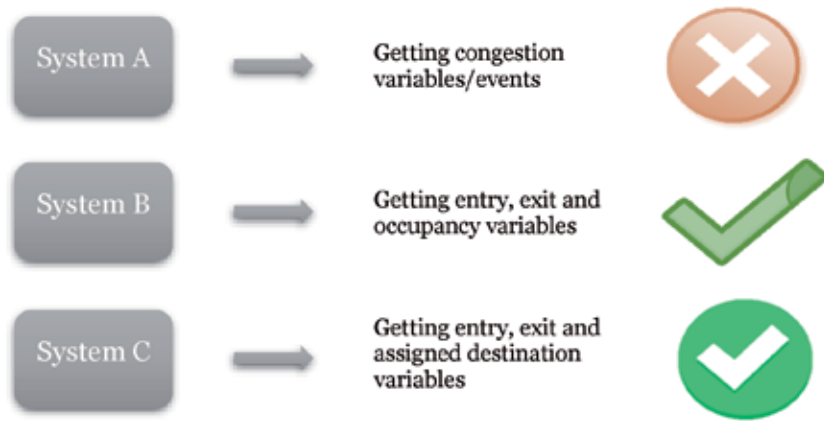 System A
Getting congestion
variables/events
System B
Getting entry, exit and
occupancy variables
System C
Getting entry, exit and
assigned destination
variables